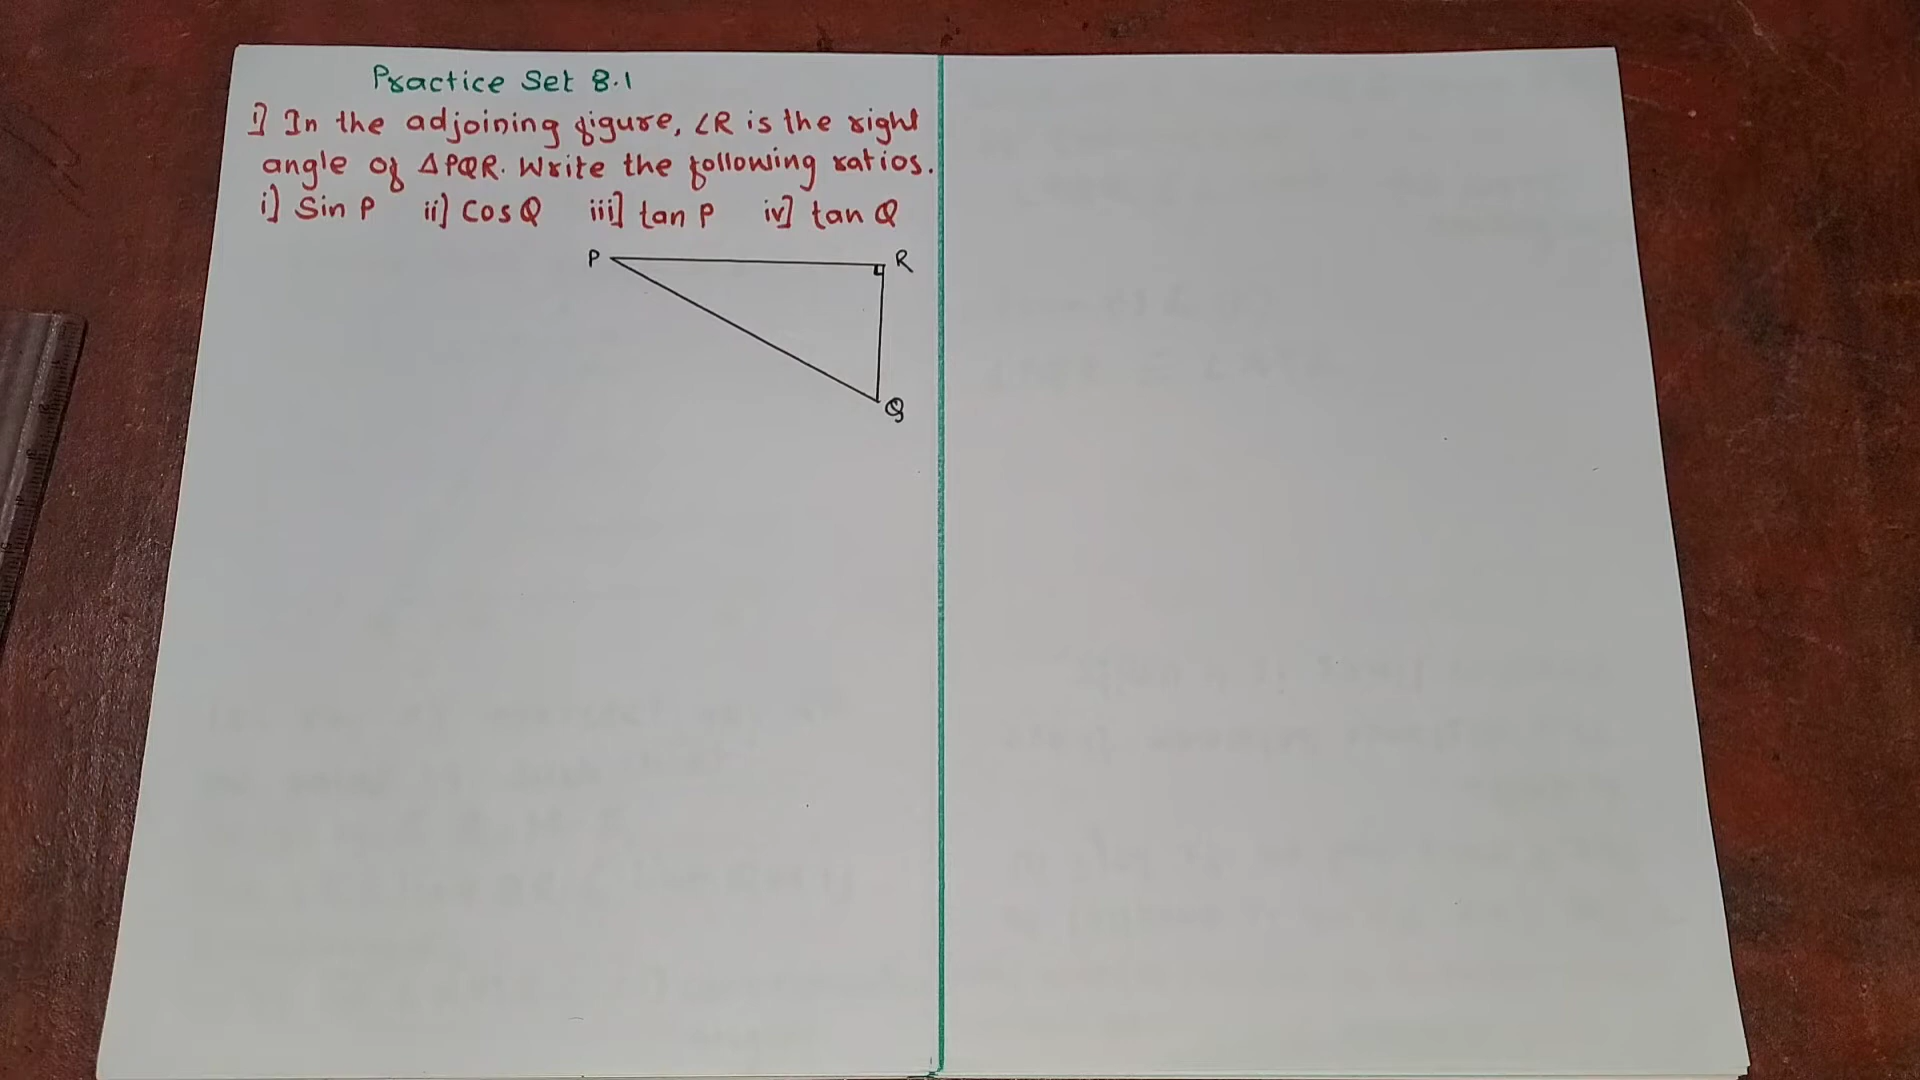 Practice Set 8.1
1] In the adjoining figure, ∠R is the right
angle of ΔPQR. Write the following ratios.
i] Sin P ii] Cos Q iii] tan P iv] tan Q
P R
Q